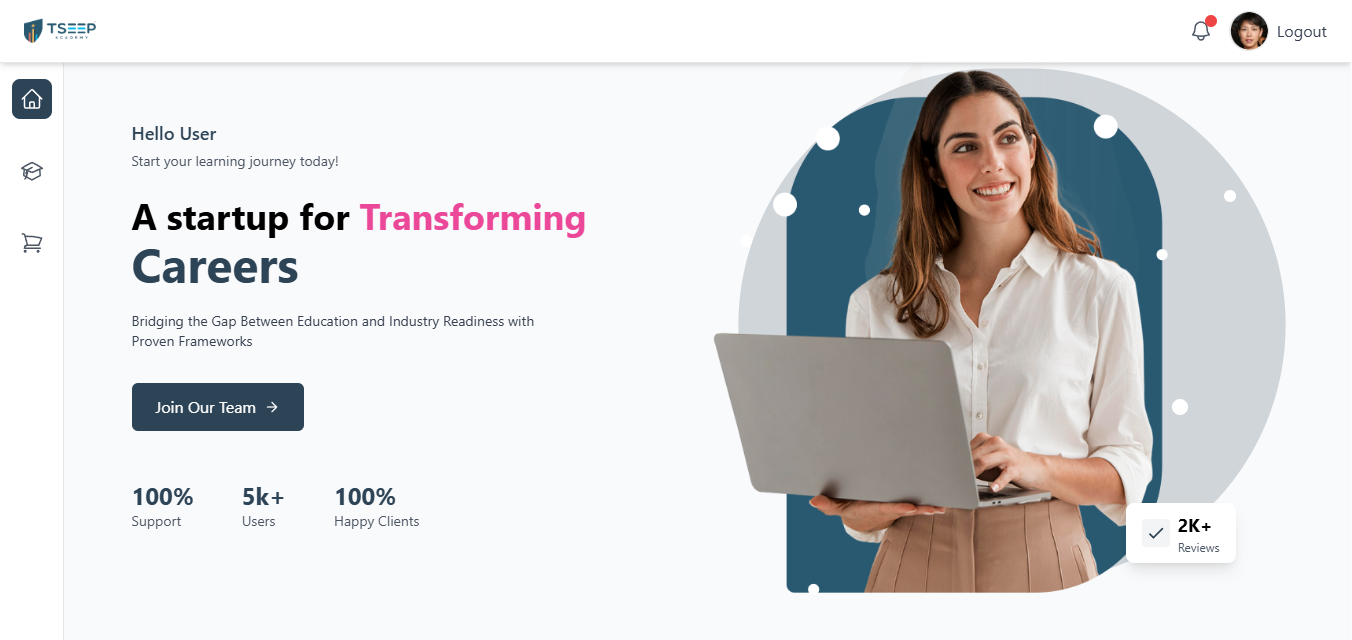 TSEEP
ACADEMY
Logout
Hello User
Start your learning journey today!
A startup for Transforming
Careers
Bridging the Gap Between Education and Industry Readiness with
Proven Frameworks
Join Our Team
100%
5k+
100%
Support
Users
Happy Clients
2K+
Reviews